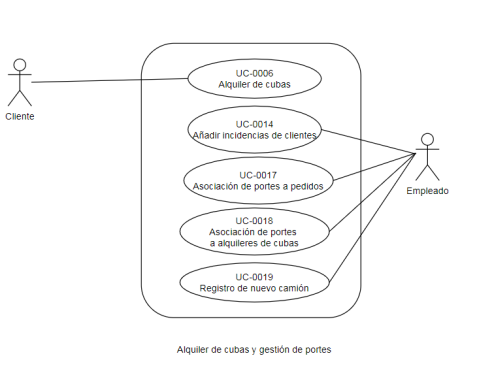 UC-0006
Alquiler de cubas
Cliente
UC-0014
Añadir incidencias de clientes
UC-0017
Asociación de portes a pedidos
Empleado
UC-0018
Asociación de portes
a alquileres de cubas
UC-0019
Registro de nuevo camión
Alquiler de cubas y gestión de portes